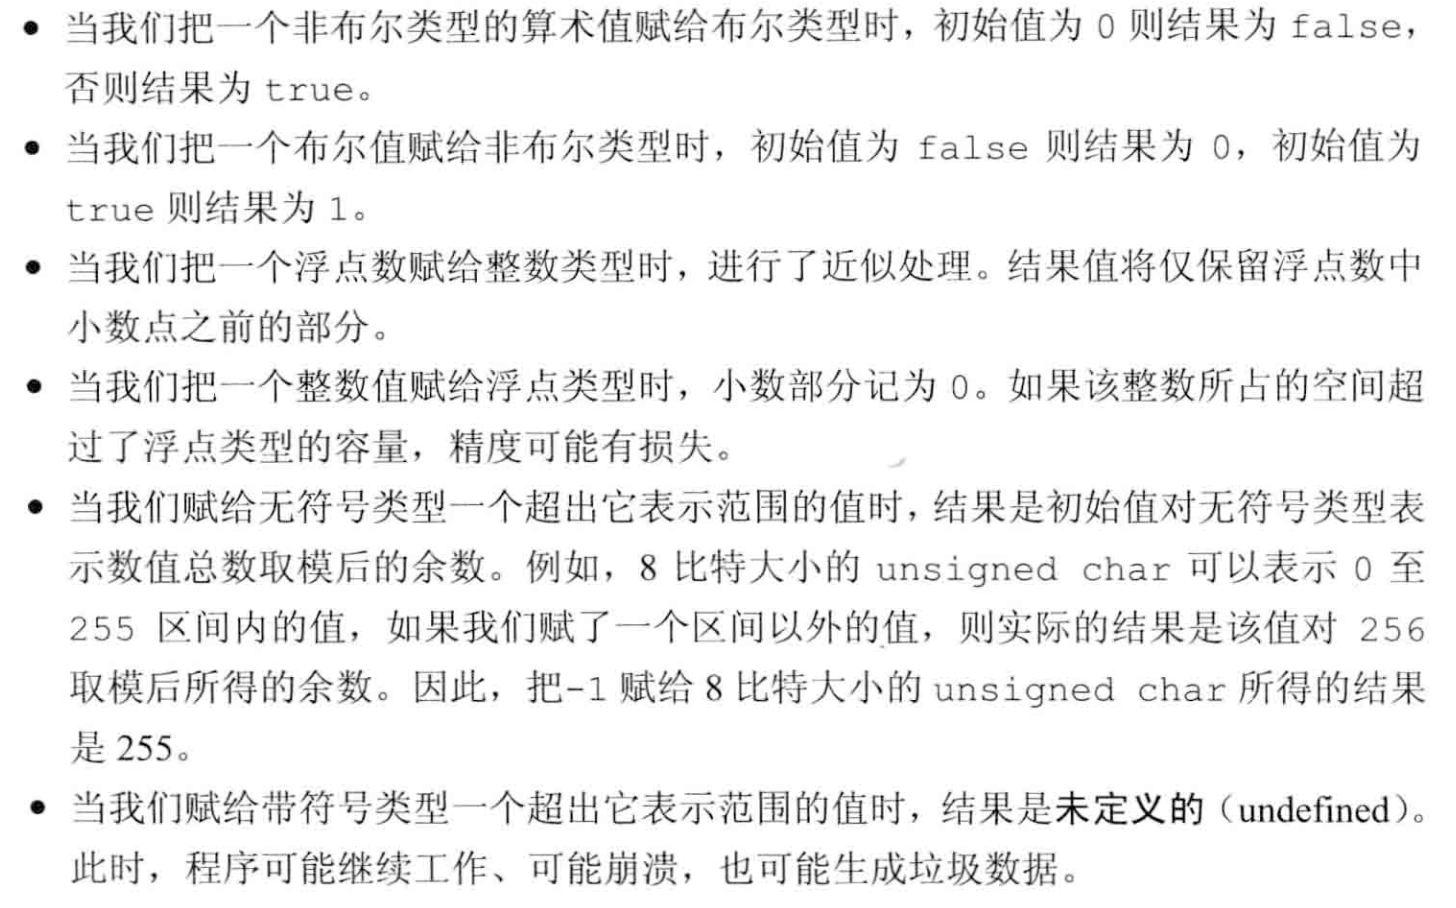 ● 当我们把一个非布尔类型的算术值赋给布尔类型时，初始值为 0 则结果为 false，
否则结果为 true。
● 当我们把一个布尔值赋给非布尔类型时，初始值为 false 则结果为 0，初始值为
true 则结果为 1。
● 当我们把一个浮点数赋给整数类型时，进行了近似处理。结果值将仅保留浮点数中
小数点之前的部分。
● 当我们把一个整数值赋给浮点类型时，小数部分记为 0。如果该整数所占的空间超
过了浮点类型的容量，精度可能有损失。
● 当我们赋给无符号类型一个超出它表示范围的值时，结果是初始值对无符号类型表
示数值总数取模后的余数。例如，8 比特大小的 unsigned char 可以表示 0 至
255 区间内的值，如果我们赋了一个区间以外的值，则实际的结果是该值对 256
取模后所得的余数。因此，把-1 赋给 8 比特大小的 unsigned char 所得的结果
是 255。
● 当我们赋给带符号类型一个超出它表示范围的值时，结果是未定义的（undefined）。
此时，程序可能继续工作、可能崩溃，也可能生成垃圾数据。